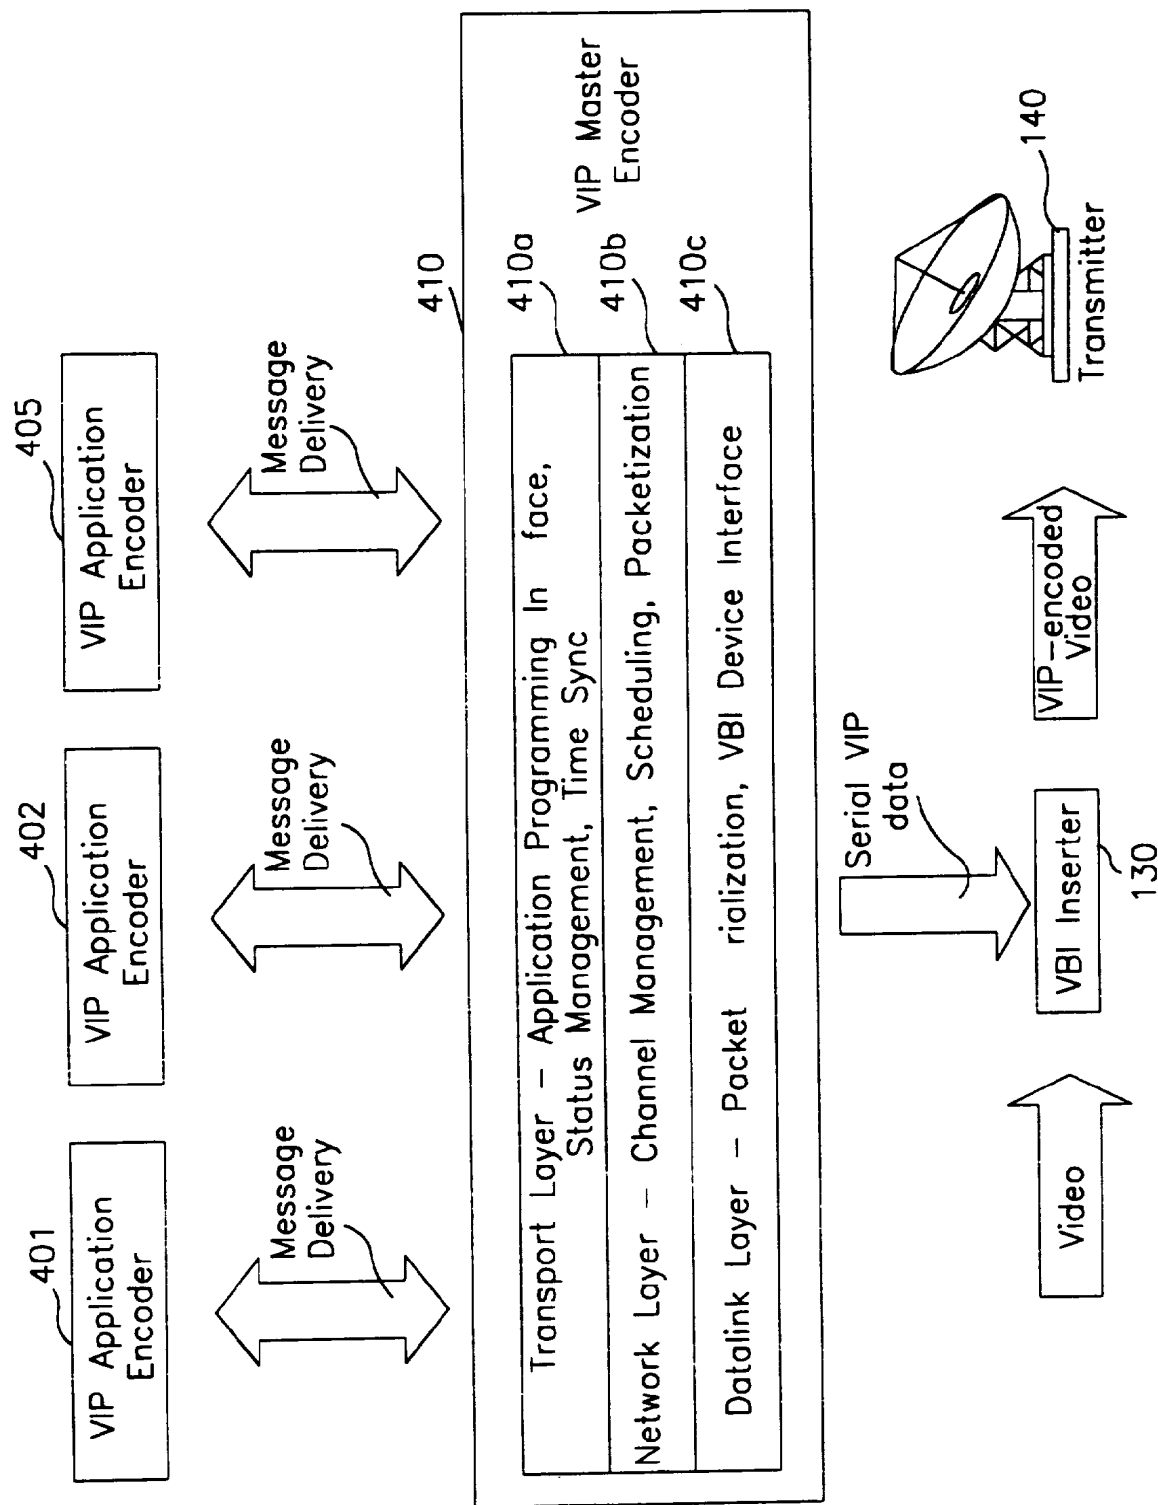 401
VIP Application
Encoder
402
VIP Application
Encoder
405
VIP Application
Encoder
Message
Delivery
Message
Delivery
Message
Delivery
410
Transport Layer – Application Programming In face,
Status Management, Time Sync
410a
Network Layer – Channel Management, Scheduling, Packetization
410b
Datalink Layer – Packet rialization, VBI Device Interface
410c
VIP Master
Encoder
Serial VIP
data
Video
VBI Inserter
130
VIP–encoded
Video
Transmitter
140